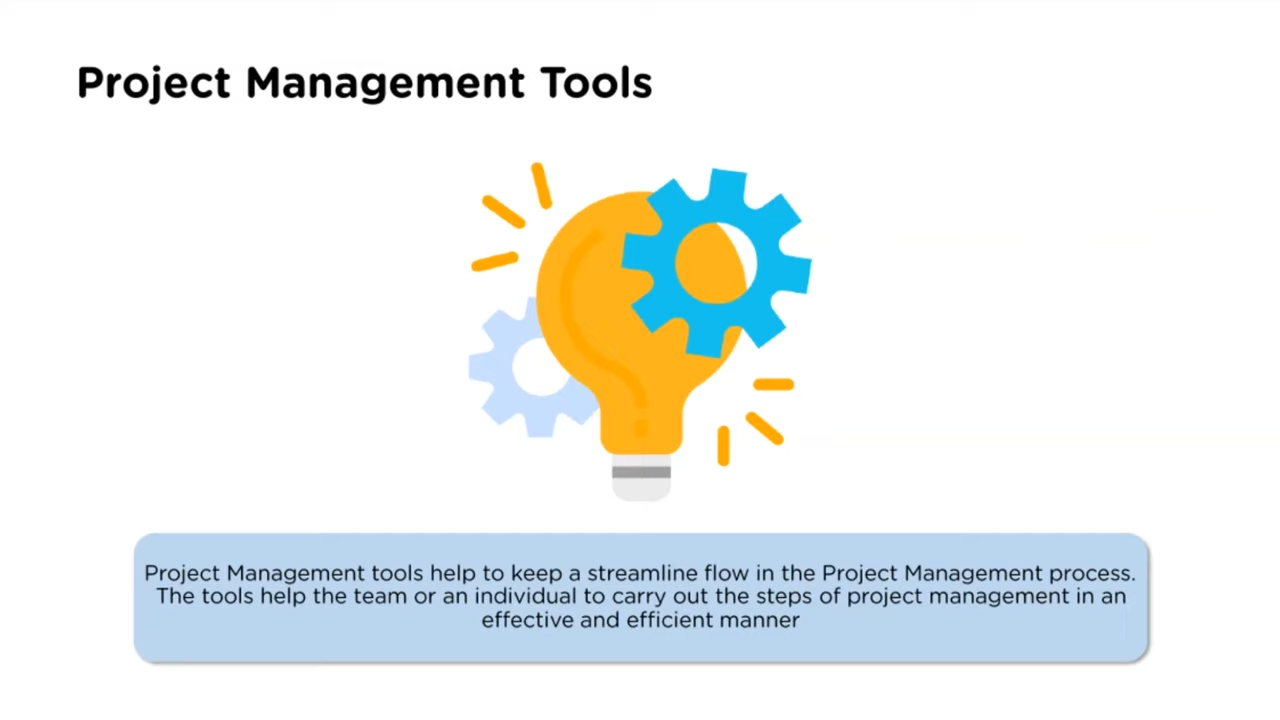 Project Management Tools
Project Management tools help to keep a streamline flow in the Project Management process.
The tools help the team or an individual to carry out the steps of project management in an
effective and efficient manner